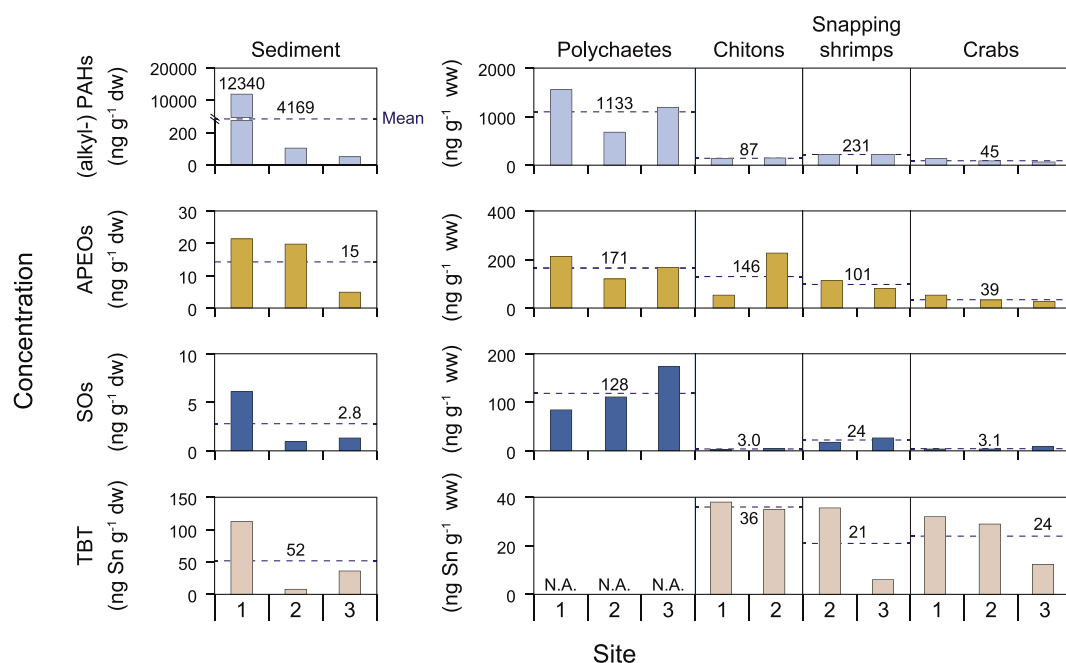 Sediment
Polychaetes
Chitons
Snapping
shrimps
Crabs
Concentration
(alkyl-) PAHs
(ng g⁻¹ dw)
20000
10000
200
0
12340
4169
Mean
(ng g⁻¹ ww)
2000
1000
0
1133
87
231
45
APEOs
(ng g⁻¹ dw)
30
20
10
0
15
(ng g⁻¹ ww)
400
200
0
171
146
101
39
SOs
(ng g⁻¹ dw)
10
5
0
2.8
(ng g⁻¹ ww)
200
100
0
128
3.0
24
3.1
TBT
(ng Sn g⁻¹ dw)
150
100
50
0
52
(ng Sn g⁻¹ ww)
40
20
0
N.A. N.A. N.A.
36
21
24
1 2 3
1 2 3 1 2 2 3 1 2 3
Site